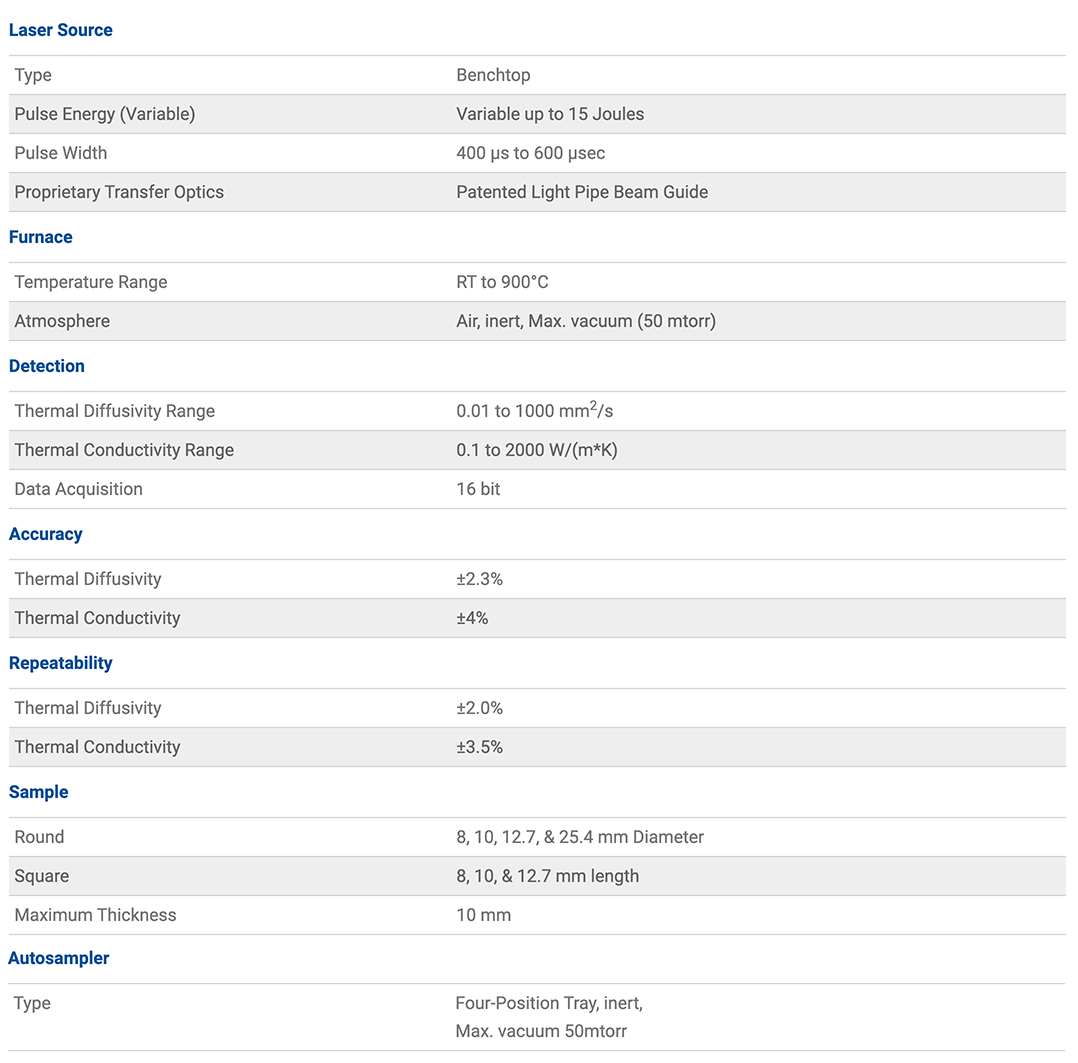 Laser Source
Type Benchtop
Pulse Energy (Variable) Variable up to 15 Joules
Pulse Width 400 µs to 600 µsec
Proprietary Transfer Optics Patented Light Pipe Beam Guide
Furnace
Temperature Range RT to 900°C
Atmosphere Air, inert, Max. vacuum (50 mtorr)
Detection
Thermal Diffusivity Range 0.01 to 1000 mm²/s
Thermal Conductivity Range 0.1 to 2000 W/(m*K)
Data Acquisition 16 bit
Accuracy
Thermal Diffusivity ±2.3%
Thermal Conductivity ±4%
Repeatability
Thermal Diffusivity ±2.0%
Thermal Conductivity ±3.5%
Sample
Round 8, 10, 12.7, & 25.4 mm Diameter
Square 8, 10, & 12.7 mm length
Maximum Thickness 10 mm
Autosampler
Type Four-Position Tray, inert,
Max. vacuum 50mtorr